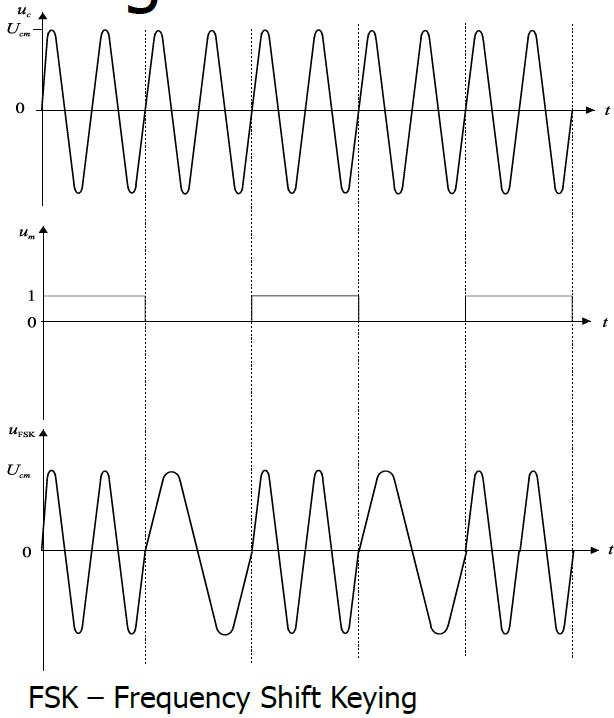 u_c
U_cm
0
t
u_m
1
0
t
u_FSK
U_cm
0
t
FSK – Frequency Shift Keying